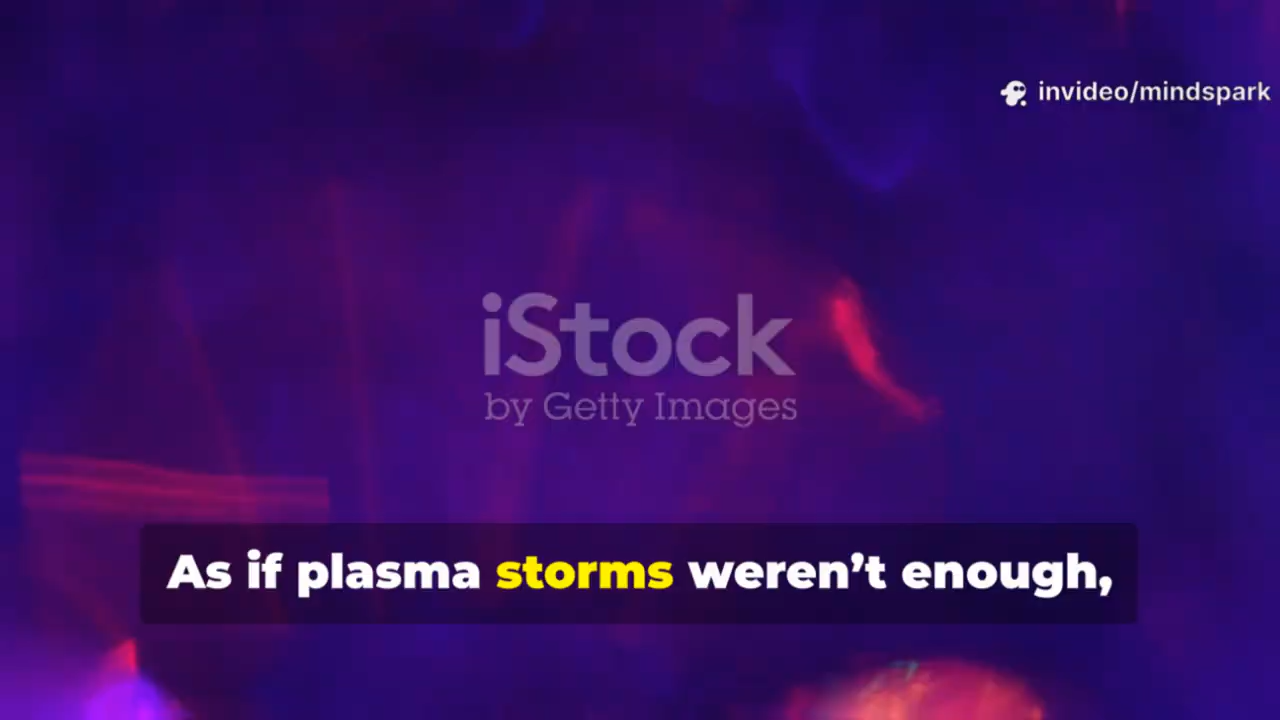 invideo/mindspark
iStock
by Getty Images
As if plasma storms weren’t enough,